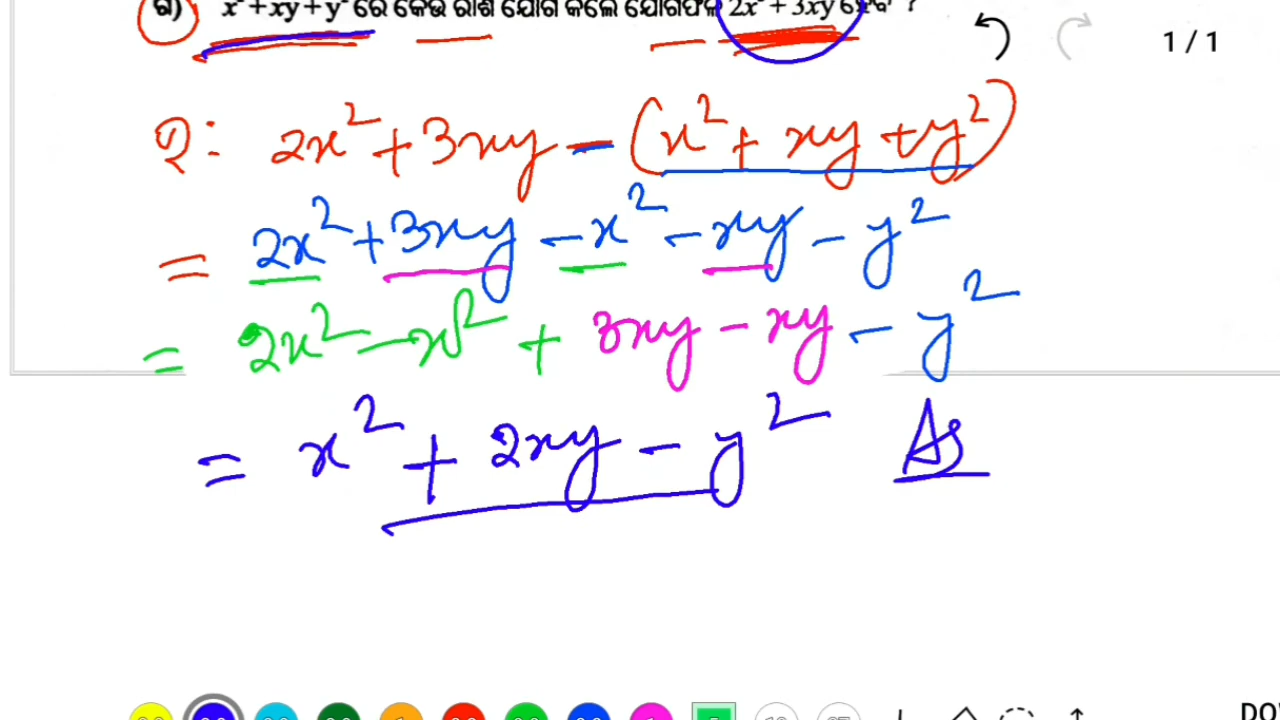 x² + xy + y² ରେ କେଉଁ ରାଶି ଯୋଗ କଲେ ଯୋଗଫଳ 2x² + 3xy ହେବ ?
1 / 1
2x² + 3xy - (x² + xy + y²)
= 2x² + 3xy - x² - xy - y²
= 2x² - x² + 3xy - xy - y²
= x² + 2xy - y² As